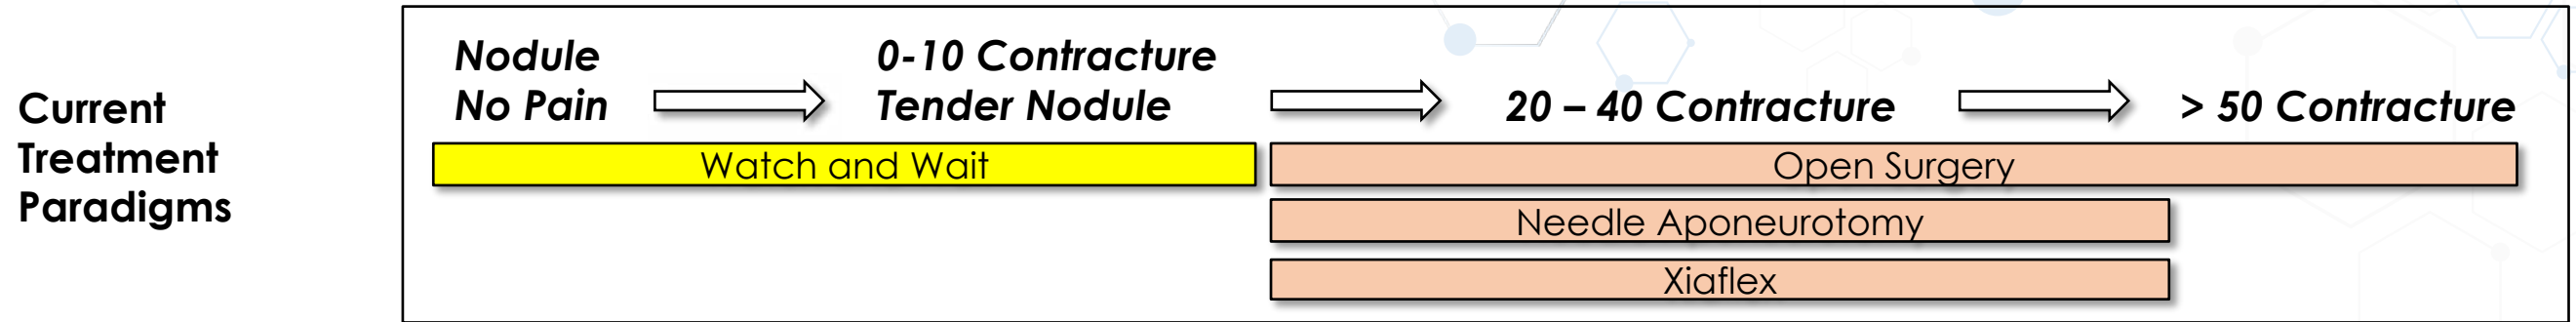 Current
Treatment
Paradigms
Nodule
No Pain
0-10 Contracture
Tender Nodule
20 – 40 Contracture
> 50 Contracture
Watch and Wait
Open Surgery
Needle Aponeurotomy
Xiaflex